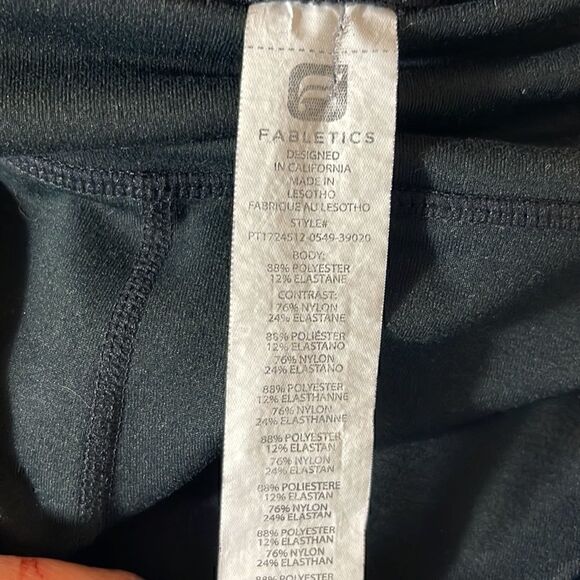 FABLETICS
DESIGNED
IN CALIFORNIA
MADE IN
LESOTHO
FABRIQUE AU LESOTHO
STYLE#
PT1724512-0549-39020
BODY:
88% POLYESTER
12% ELASTANE
CONTRAST:
76% NYLON
24% ELASTANE
88% POLIÉSTER
12% ELASTANO
76% NYLON
24% ELASTANO
88% POLYESTER
12% ELASTHANNE
76% NYLON
24% ELASTHANNE
88% POLYESTER
12% ELASTAN
76% NYLON
24% ELASTAN
88% POLIESTERE
12% ELASTAN
76% NYLON
24% ELASTAN
88% POLYESTER
12% ELASTHAN
76% NYLON
24% ELASTHAN
88% POLYESTER